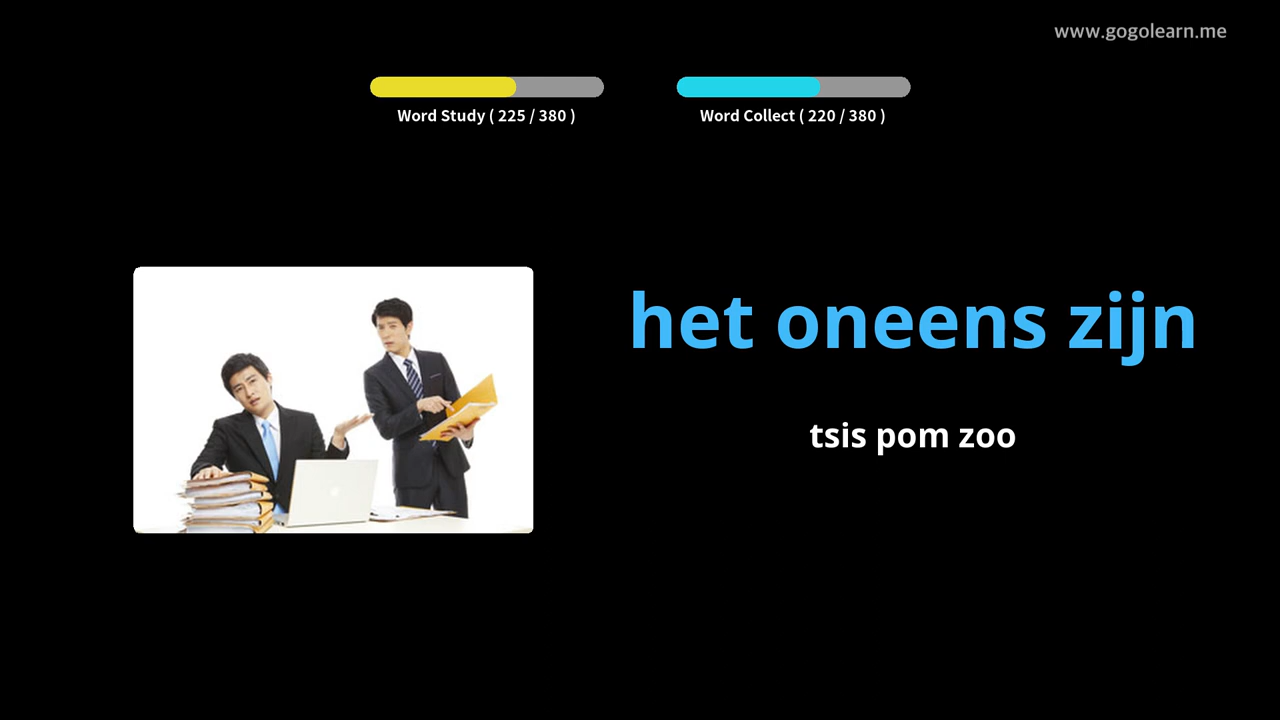 www.gogolearn.me
Word Study ( 225 / 380 )
Word Collect ( 220 / 380 )
het oneens zijn
tsis pom zoo